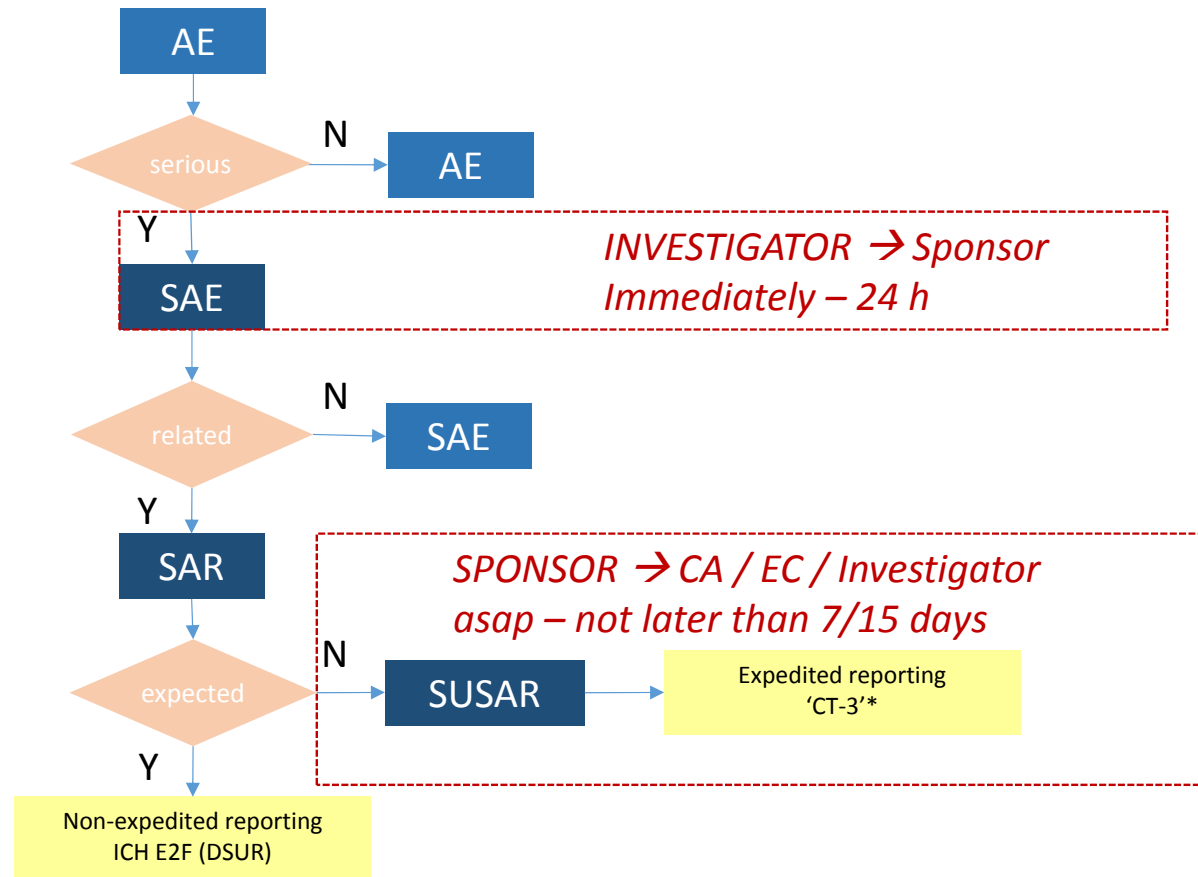 AE
serious
N
AE
Y
INVESTIGATOR → Sponsor
Immediately – 24 h
SAE
related
N
SAE
Y
SAR
SPONSOR → CA / EC / Investigator
asap – not later than 7/15 days
expected
N
SUSAR
Expedited reporting
‘CT-3’*
Y
Non-expedited reporting
ICH E2F (DSUR)